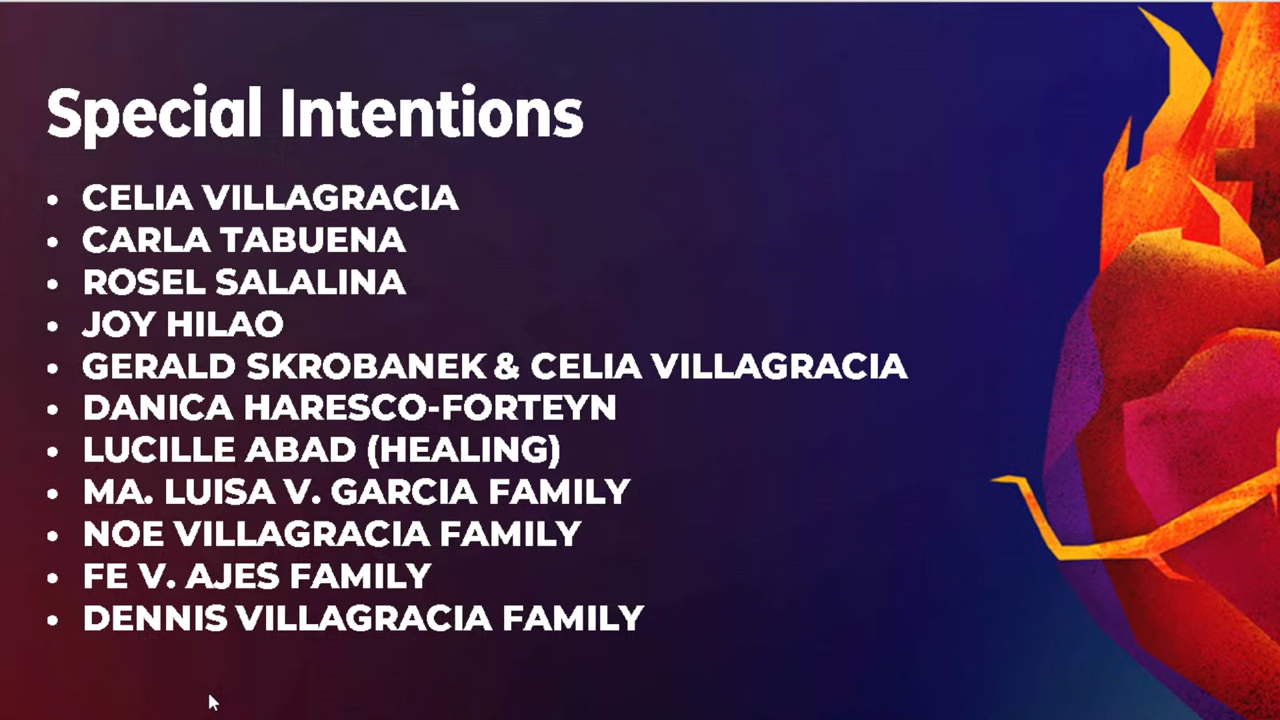 Special Intentions
• CELIA VILLAGRACIA
• CARLA TABUENA
• ROSEL SALALINA
• JOY HILAO
• GERALD SKROBANEK & CELIA VILLAGRACIA
• DANICA HARESCO-FORTEYN
• LUCILLE ABAD (HEALING)
• MA. LUISA V. GARCIA FAMILY
• NOE VILLAGRACIA FAMILY
• FE V. AJES FAMILY
• DENNIS VILLAGRACIA FAMILY